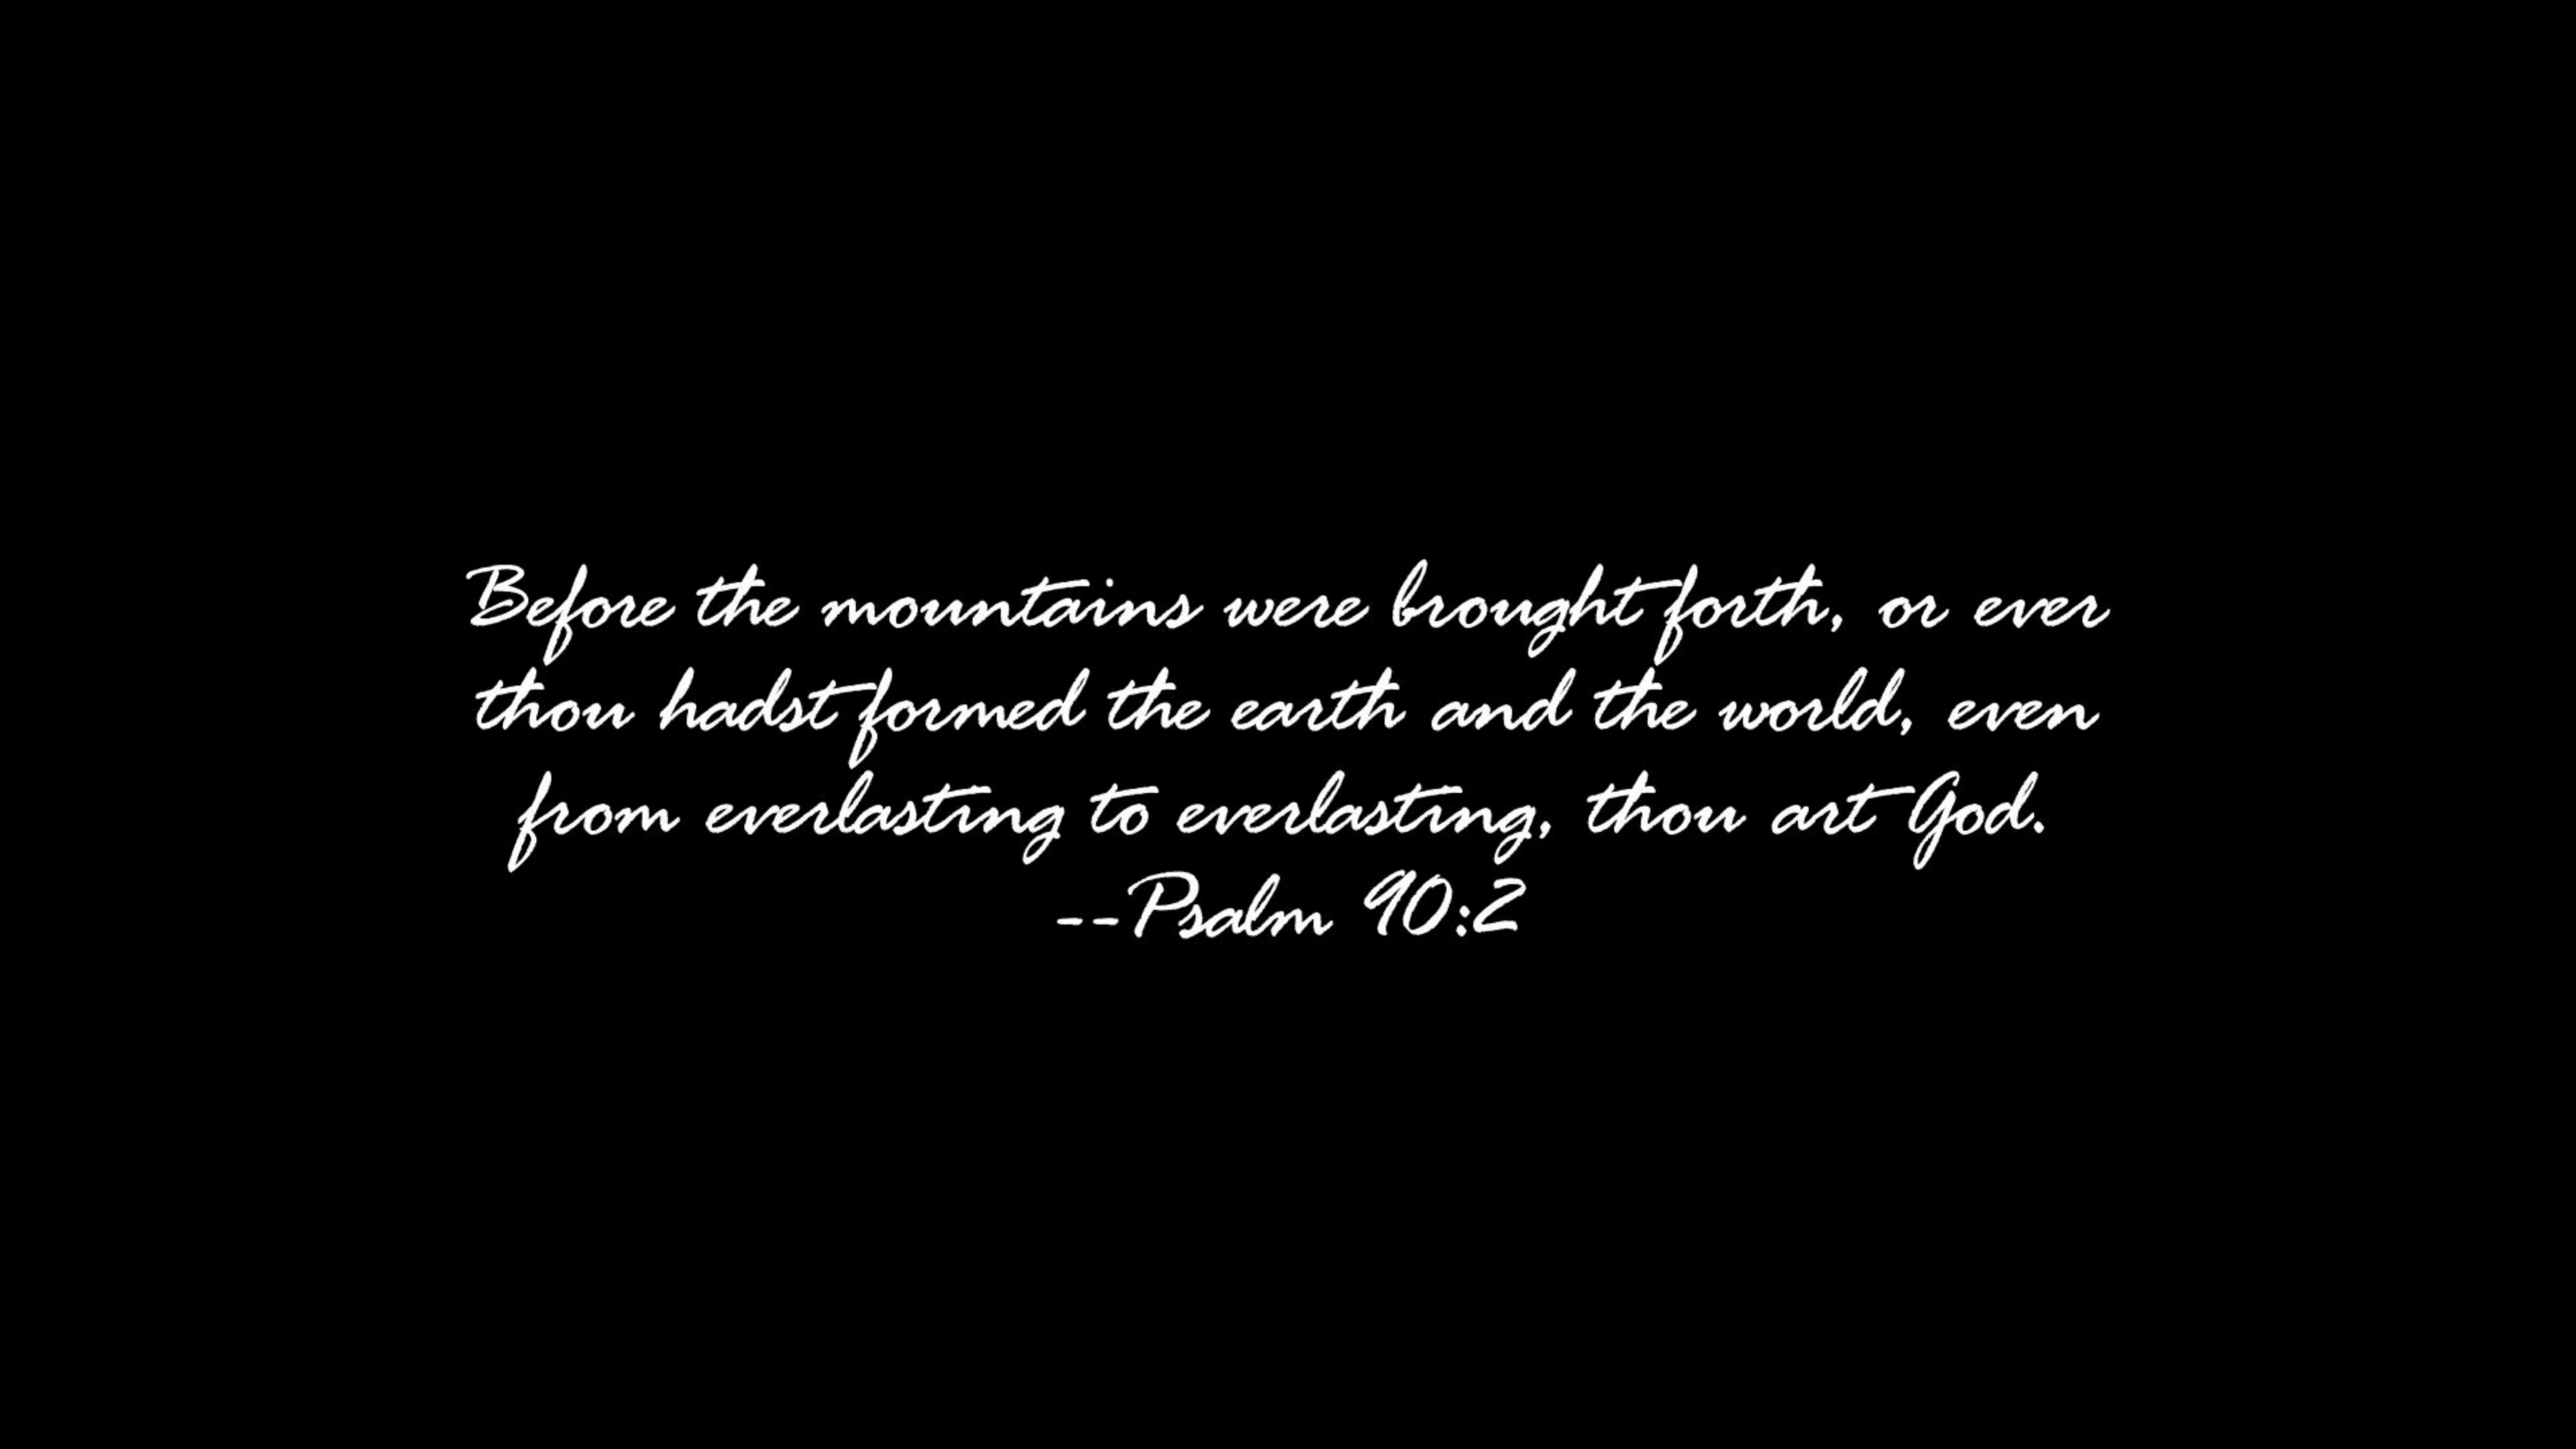 Before the mountains were brought forth, or ever
thou hadst formed the earth and the world, even
from everlasting to everlasting, thou art God.
--Psalm 90:2